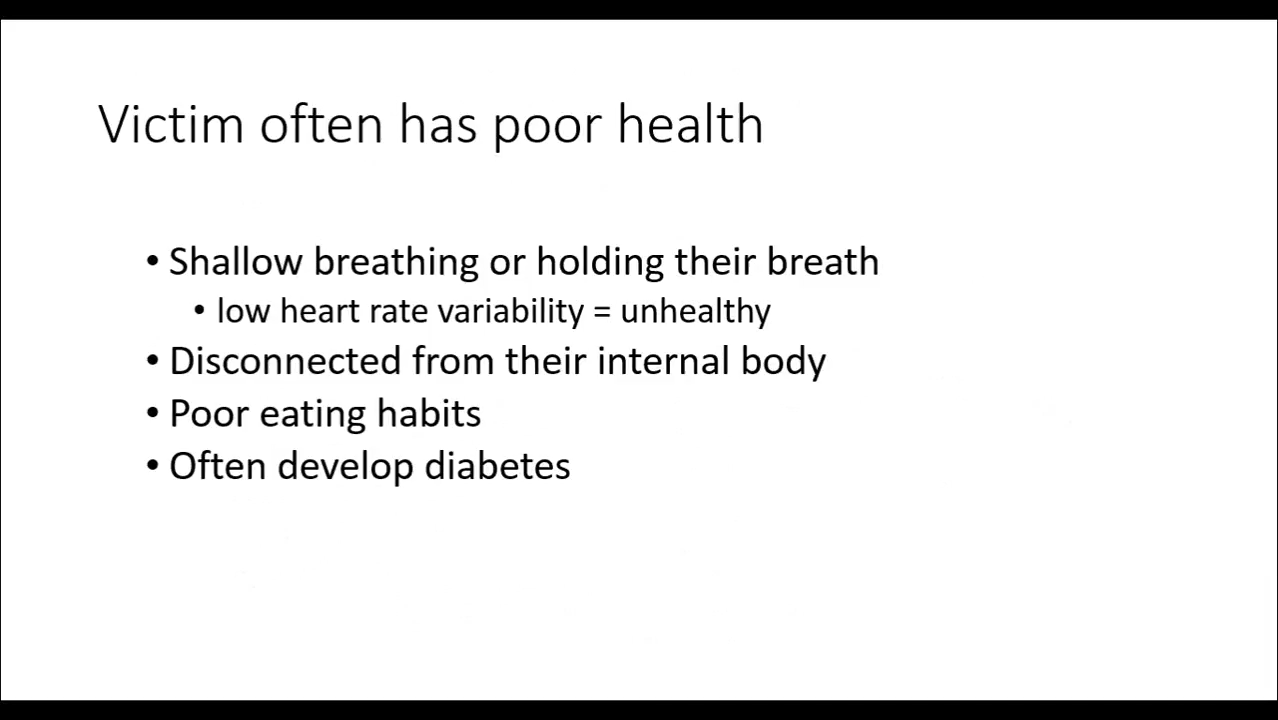 Victim often has poor health
• Shallow breathing or holding their breath
• low heart rate variability = unhealthy
• Disconnected from their internal body
• Poor eating habits
• Often develop diabetes